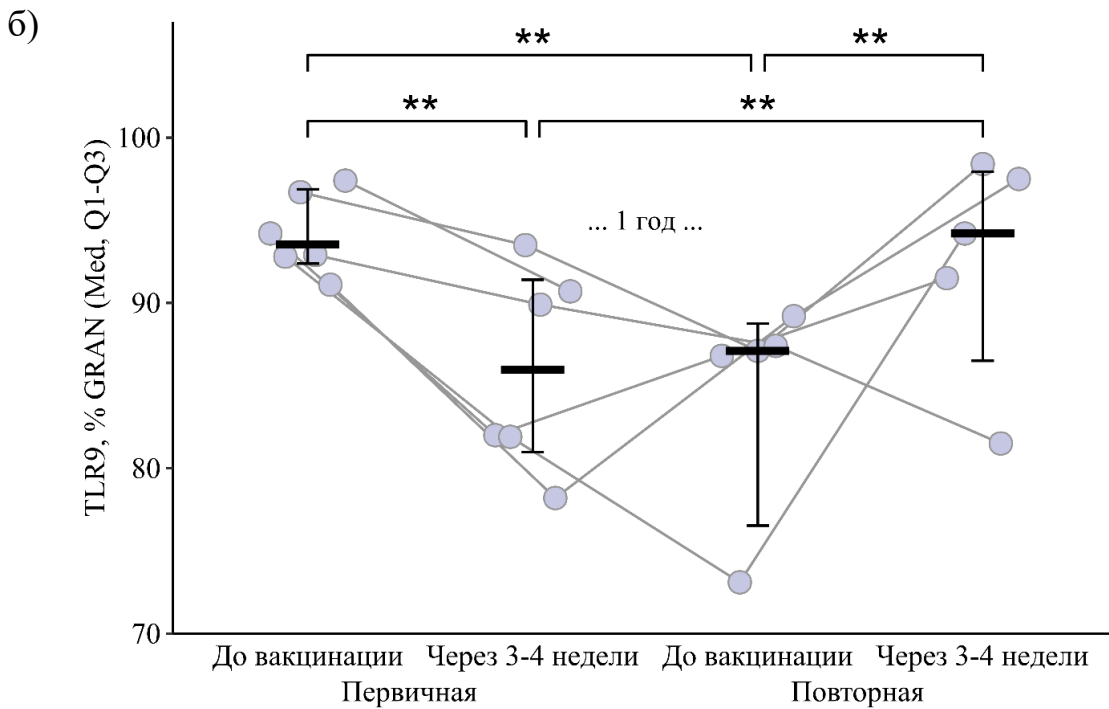 б)
** **
** **
TLR9, % GRAN (Med, Q1-Q3)
100
90
80
70
... 1 год ...
До вакцинации Через 3-4 недели До вакцинации Через 3-4 недели
Первичная Повторная